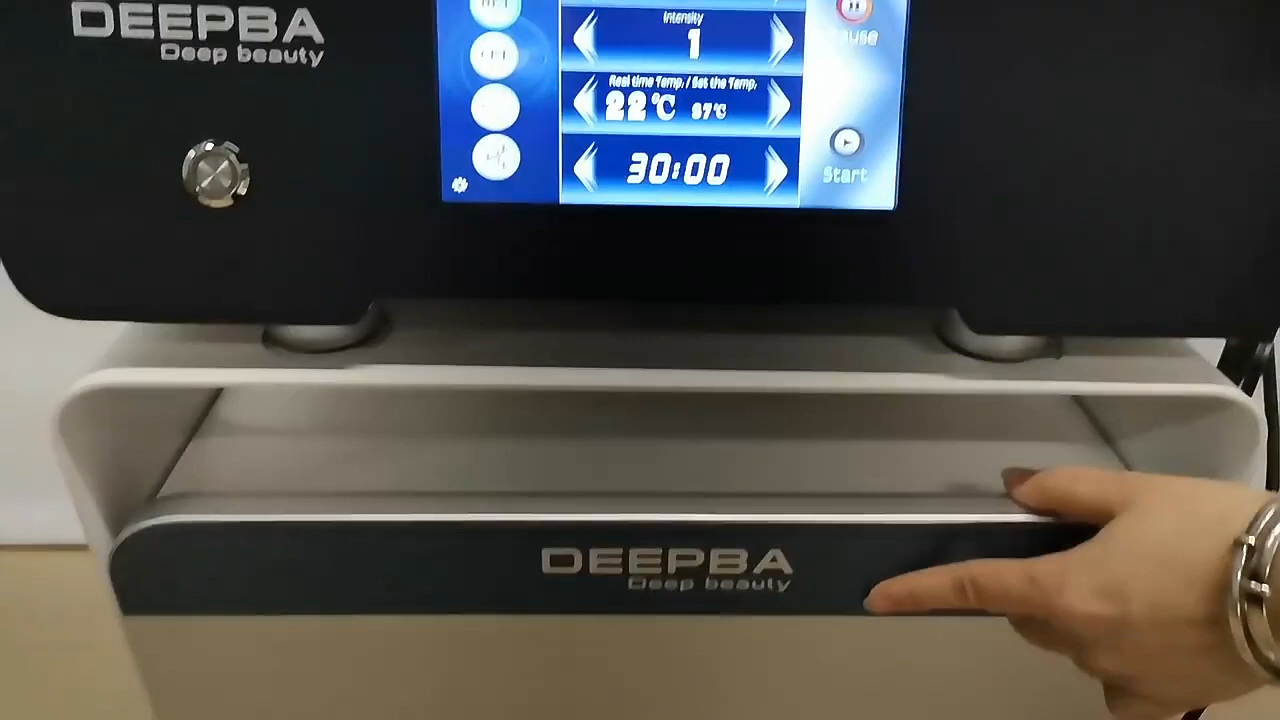 DEEPBA
Deep beauty
Intensity
1
Real time Temp. / Set the Temp.
22℃ 37℃
30:00
Start
DEEPBA
Deep beauty